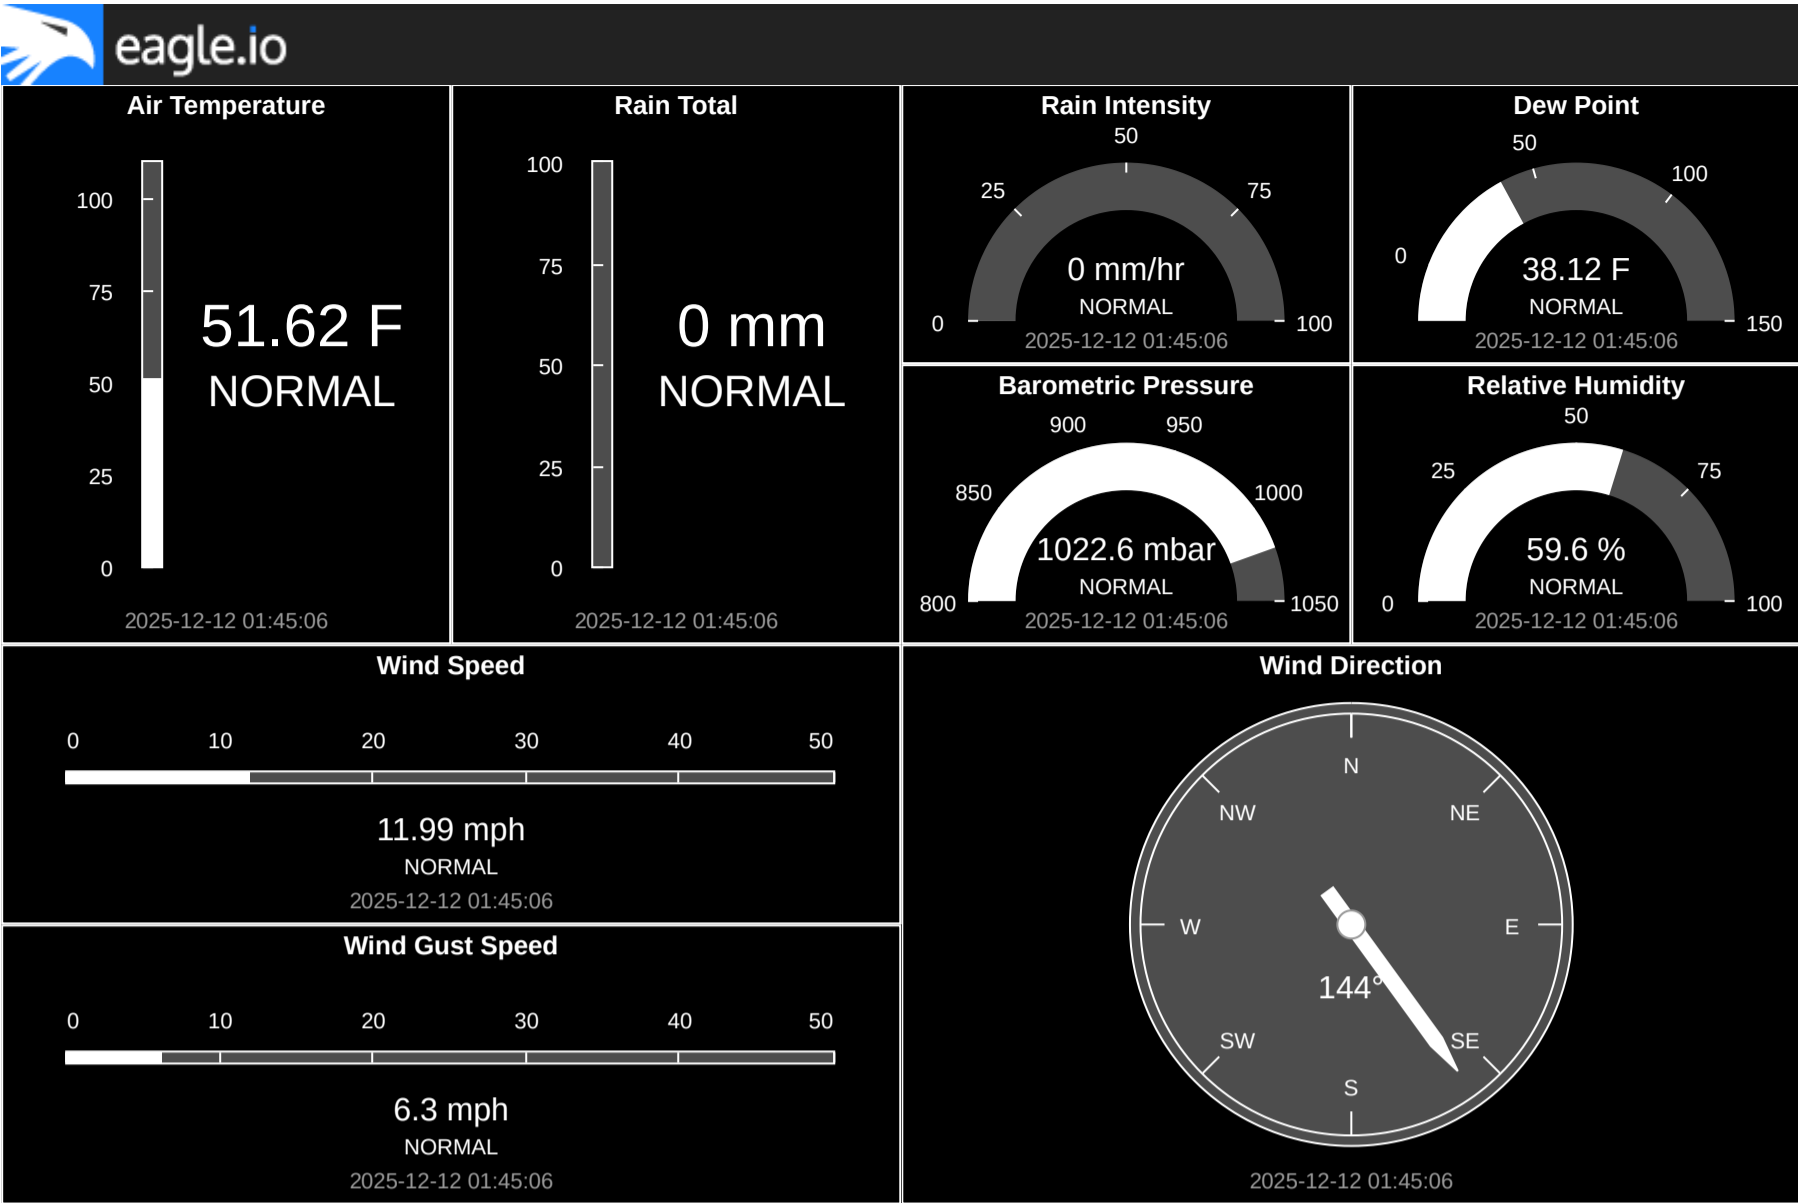 eagle.io
Air Temperature
100
75
50
25
0
51.62 F
NORMAL
2025-12-12 01:45:06
Rain Total
100
75
50
25
0
0 mm
NORMAL
2025-12-12 01:45:06
Rain Intensity
0
25
50
75
100
0 mm/hr
NORMAL
2025-12-12 01:45:06
Dew Point
0
50
100
150
38.12 F
NORMAL
2025-12-12 01:45:06
Barometric Pressure
800
850
900
950
1000
1050
1022.6 mbar
NORMAL
2025-12-12 01:45:06
Relative Humidity
0
25
50
75
100
59.6 %
NORMAL
2025-12-12 01:45:06
Wind Speed
0 10 20 30 40 50
11.99 mph
NORMAL
2025-12-12 01:45:06
Wind Gust Speed
0 10 20 30 40 50
6.3 mph
NORMAL
2025-12-12 01:45:06
Wind Direction
N
NW NE
W E
144°
SW SE
S
2025-12-12 01:45:06